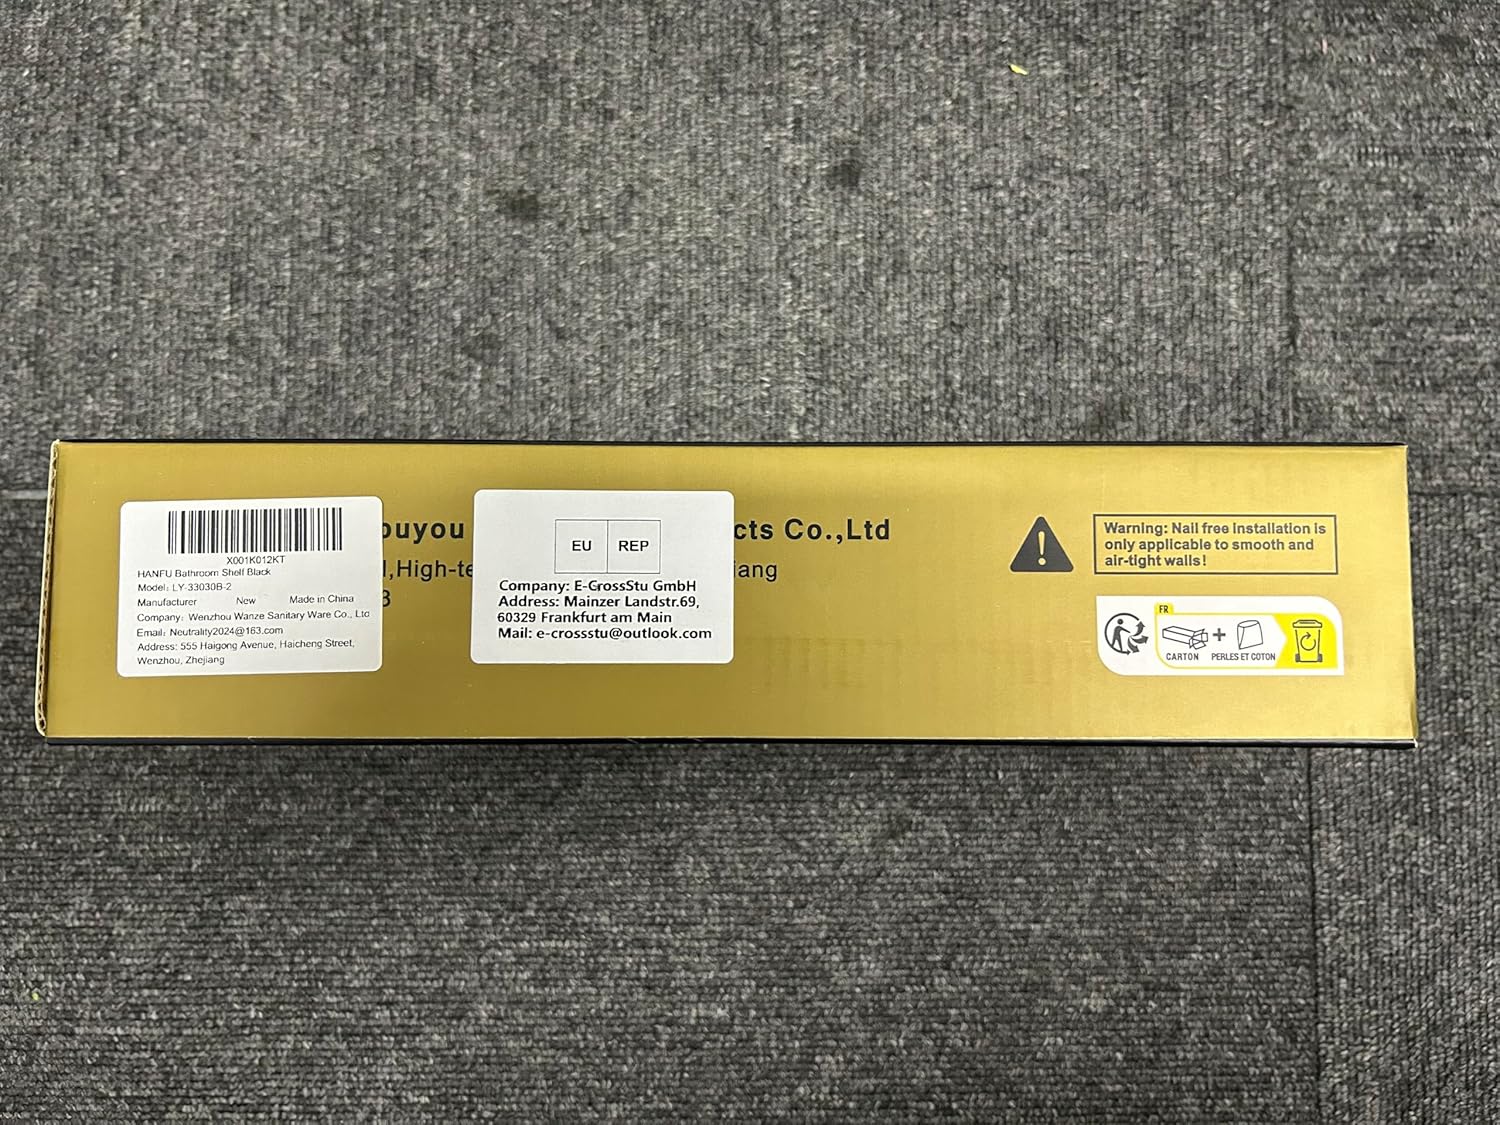 X001K012KT
HANFU Bathroom Shelf Black
Model: LY-33030B-2
Manufacturer New Made in China
Company: Wenzhou Wanze Sanitary Ware Co., Ltd
Email: Neutrality2024@163.com
Address: 555 Haigong Avenue, Haicheng Street,
Wenzhou, Zhejiang
EU REP
Company: E-CrossStu GmbH
Address: Mainzer Landstr.69,
60329 Frankfurt am Main
Mail: e-crossstu@outlook.com
Co.,Ltd
Warning: Nail free installation is
only applicable to smooth and
air-tight walls!
FR
CARTON + PERLES ET COTON